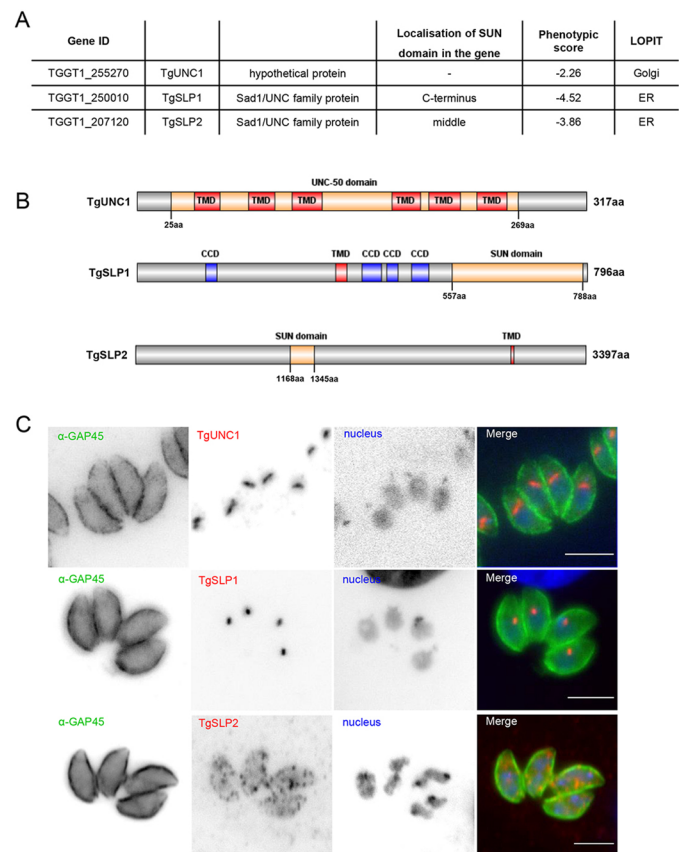 A
Gene ID
Localisation of SUN domain in the gene
Phenotypic score
LOPIT
TGGT1_255270 TgUNC1 hypothetical protein - -2.26 Golgi
TGGT1_250010 TgSLP1 Sad1/UNC family protein C-terminus -4.52 ER
TGGT1_207120 TgSLP2 Sad1/UNC family protein middle -3.86 ER
B
UNC-50 domain
TgUNC1 TMD TMD TMD TMD TMD TMD 317aa
25aa 269aa
CCD TMD CCD CCD CCD SUN domain
TgSLP1 796aa
557aa 788aa
SUN domain TMD
TgSLP2 3397aa
1168aa 1345aa
C
α-GAP45 TgUNC1 nucleus Merge
α-GAP45 TgSLP1 nucleus Merge
α-GAP45 TgSLP2 nucleus Merge